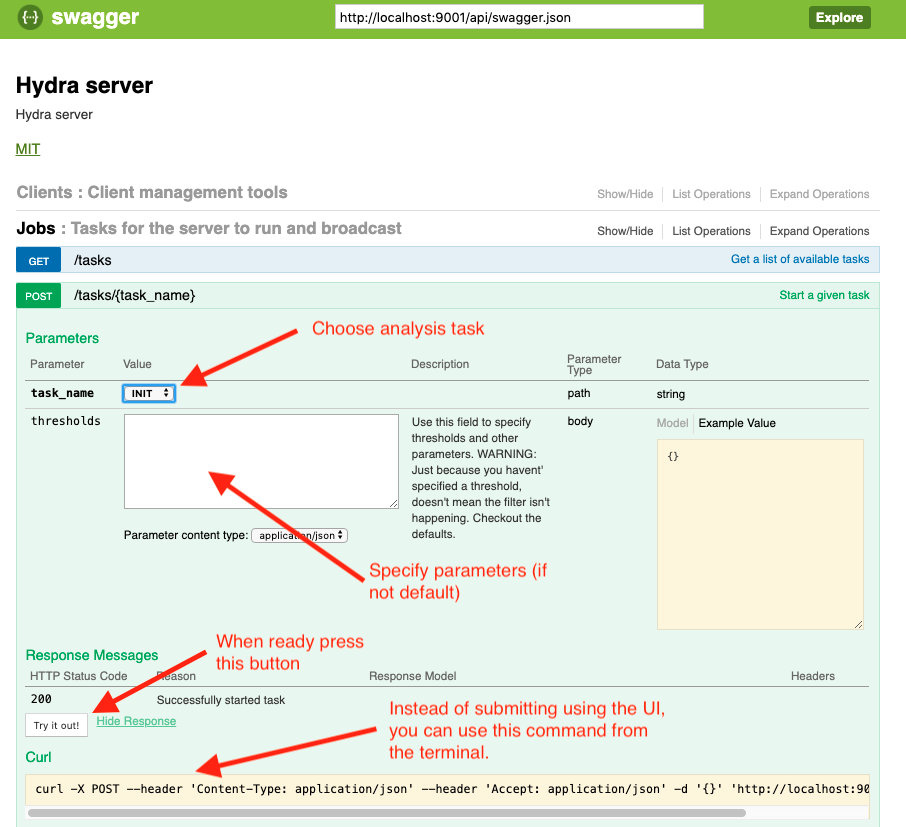 {···} swagger
http://localhost:9001/api/swagger.json
Explore
Hydra server
Hydra server
MIT
Clients : Client management tools
Show/Hide List Operations Expand Operations
Jobs : Tasks for the server to run and broadcast
Show/Hide List Operations Expand Operations
GET /tasks Get a list of available tasks
POST /tasks/{task_name} Start a given task
Parameters
Choose analysis task
Parameter Value Description Parameter Type Data Type
task_name INIT path string
thresholds
Use this field to specify
thresholds and other
parameters. WARNING:
Just because you havent'
specified a threshold,
doesn't mean the filter isn't
happening. Checkout the
defaults.
body
Model Example Value
{}
Parameter content type: application/json
Specify parameters (if
not default)
When ready press
this button
Response Messages
HTTP Status Code Reason Response Model Headers
200 Successfully started task
Try it out! Hide Response
Instead of submitting using the UI,
you can use this command from
the terminal.
Curl
curl -X POST --header 'Content-Type: application/json' --header 'Accept: application/json' -d '{}' 'http://localhost:90